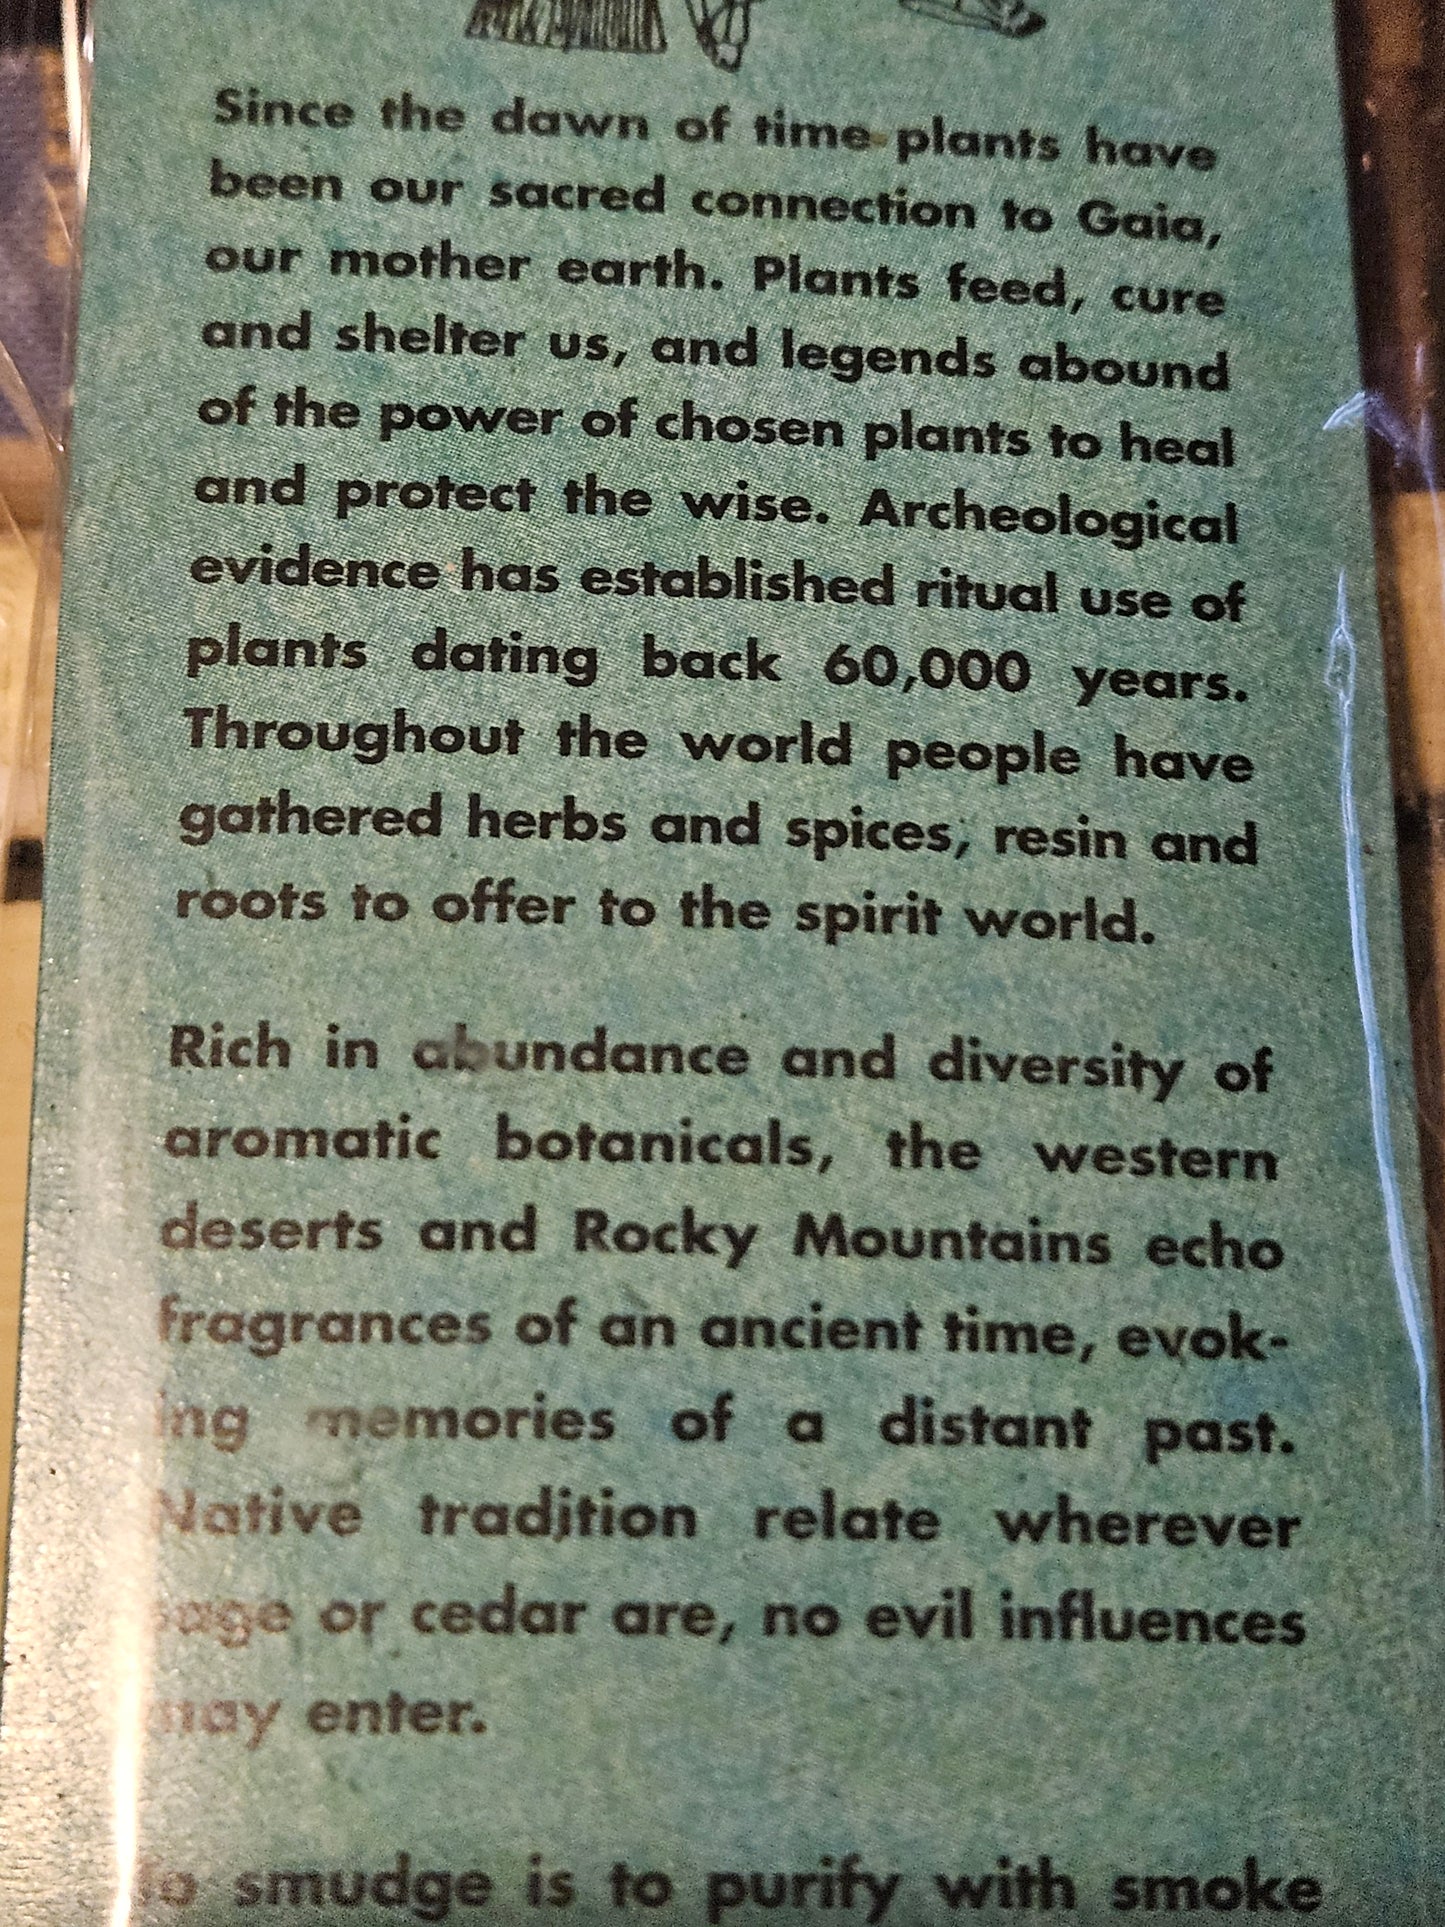 Since the dawn of time plants have
been our sacred connection to Gaia,
our mother earth. Plants feed, cure
and shelter us, and legends abound
of the power of chosen plants to heal
and protect the wise. Archeological
evidence has established ritual use of
plants dating back 60,000 years.
Throughout the world people have
gathered herbs and spices, resin and
roots to offer to the spirit world.
Rich in abundance and diversity of
aromatic botanicals, the western
deserts and Rocky Mountains echo
fragrances of an ancient time, evok-
ing memories of a distant past.
Native tradition relate wherever
sage or cedar are, no evil influences
may enter.
To smudge is to purify with smoke